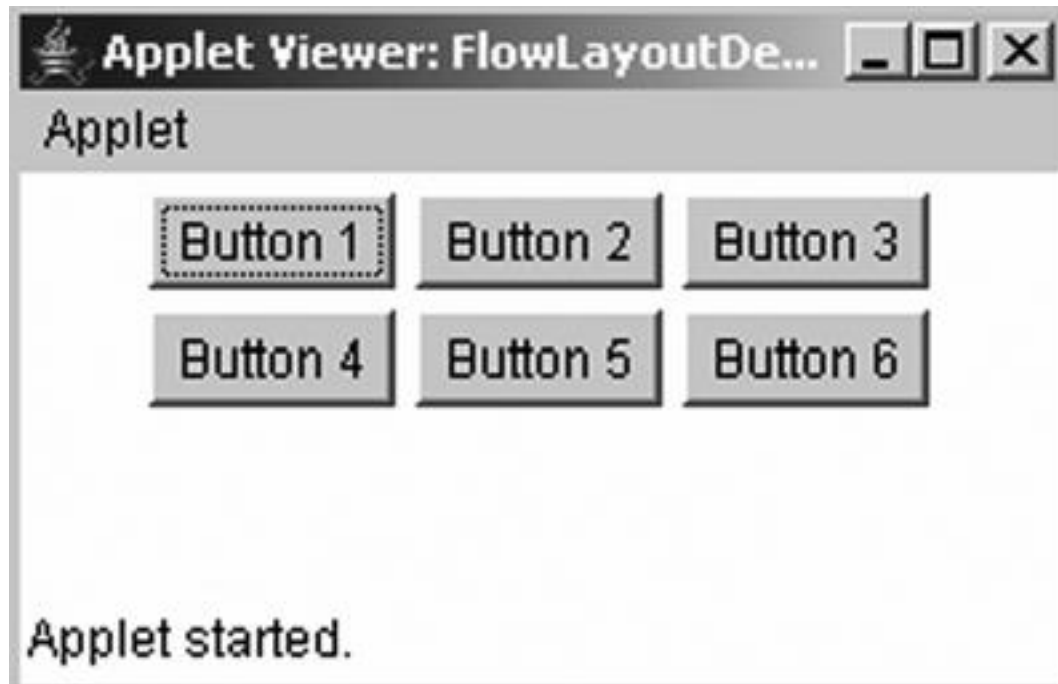 Applet Viewer: FlowLayoutDe...
Applet
Button 1 Button 2 Button 3
Button 4 Button 5 Button 6
Applet started.